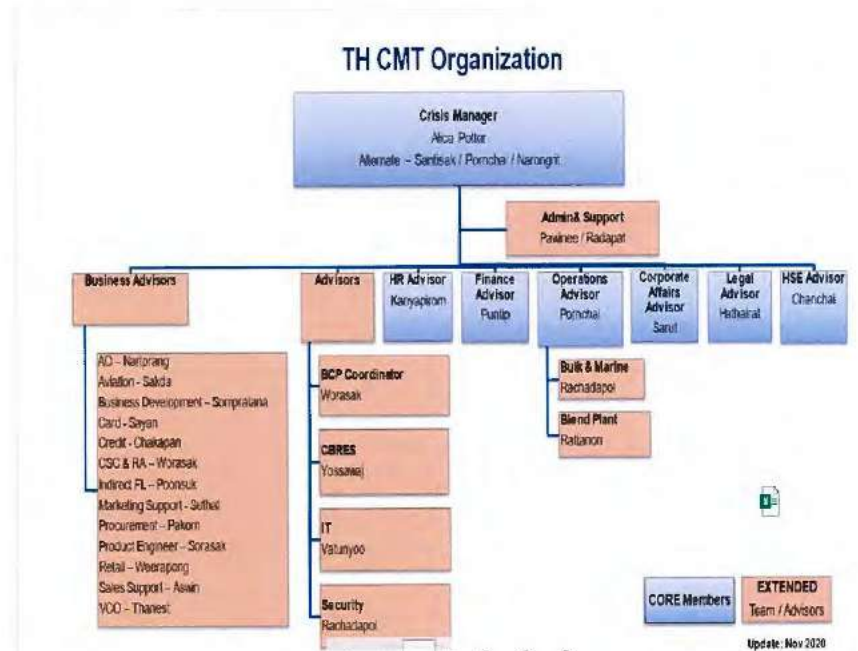 TH CMT Organization
Crisis Manager
Alica Potter
Alternate – Santisak / Pornchai / Narongrit
Admin& Support
Pawinee / Radapat
Business Advisors
Advisors
HR Advisor
Kanyapirom
Finance
Advisor
Puntip
Operations
Advisor
Pornchai
Corporate
Affairs
Advisor
Sarut
Legal
Advisor
Hathairat
HSE Advisor
Chanchai
AO – Nariprang
Aviation - Sakda
Business Development – Sompratana
Card - Sayan
Credit - Chakapan
CSC & RA – Worasak
Indirect FL – Poonsuk
Marketing Support - Suthat
Procurement – Pakorn
Product Engineer – Sorasak
Retail – Weerapong
Sales Support – Aswin
VOO – Thanest
BCP Coordinator
Worasak
CBRES
Yossawaj
IT
Vatunyoo
Security
Rachadapol
Bulk & Marine
Rachadapol
Blend Plant
Rattanon
CORE Members
EXTENDED
Team / Advisors
Update: Nov 2020